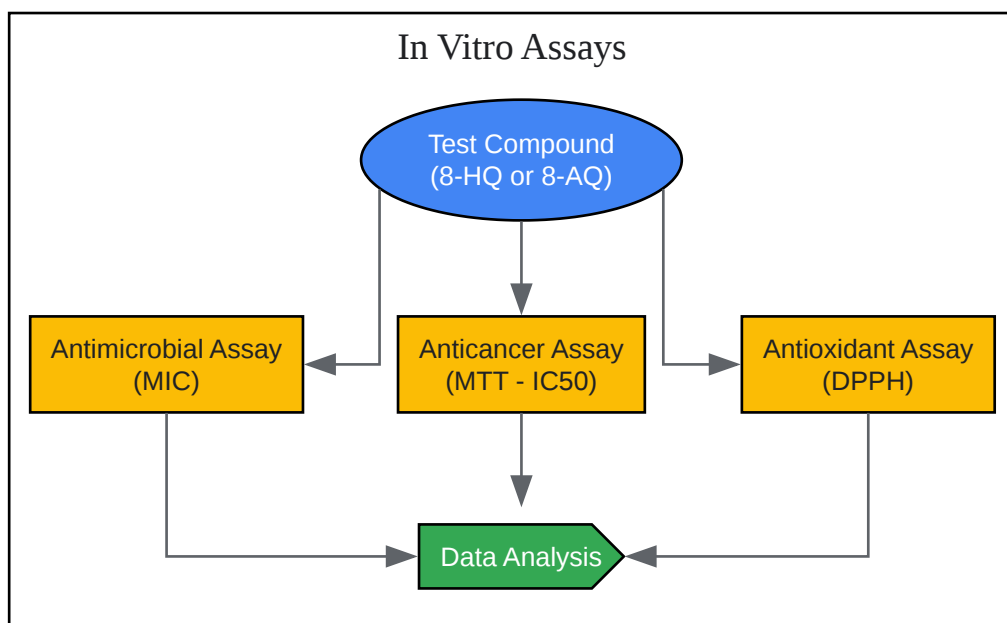 In Vitro Assays
Test Compound
(8-HQ or 8-AQ)
Antimicrobial Assay
(MIC)
Anticancer Assay
(MTT - IC50)
Antioxidant Assay
(DPPH)
Data Analysis